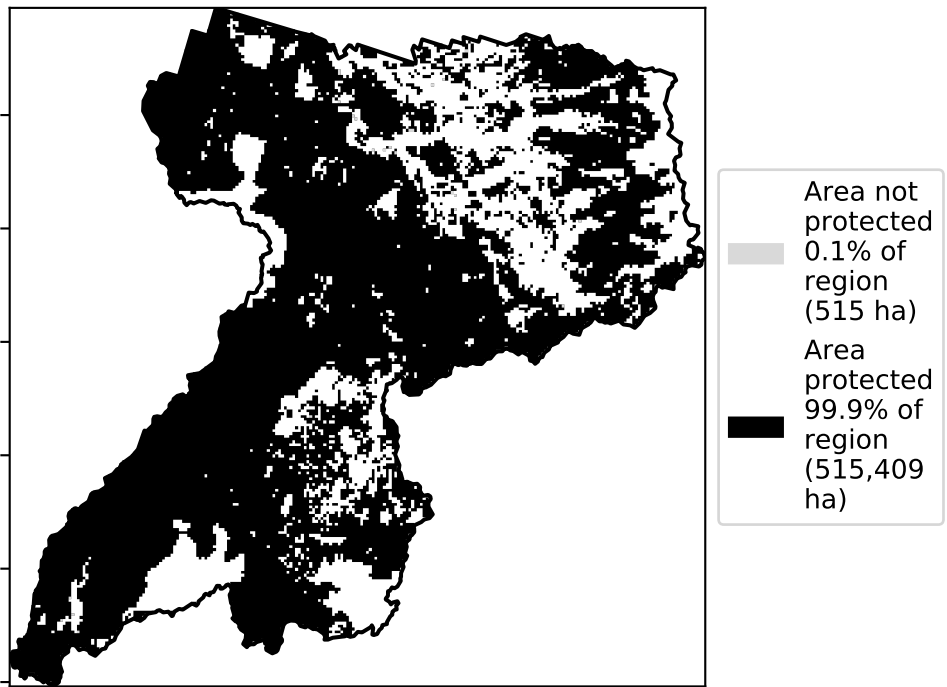 Area not
protected
0.1% of
region
(515 ha)
Area
protected
99.9% of
region
(515,409
ha)